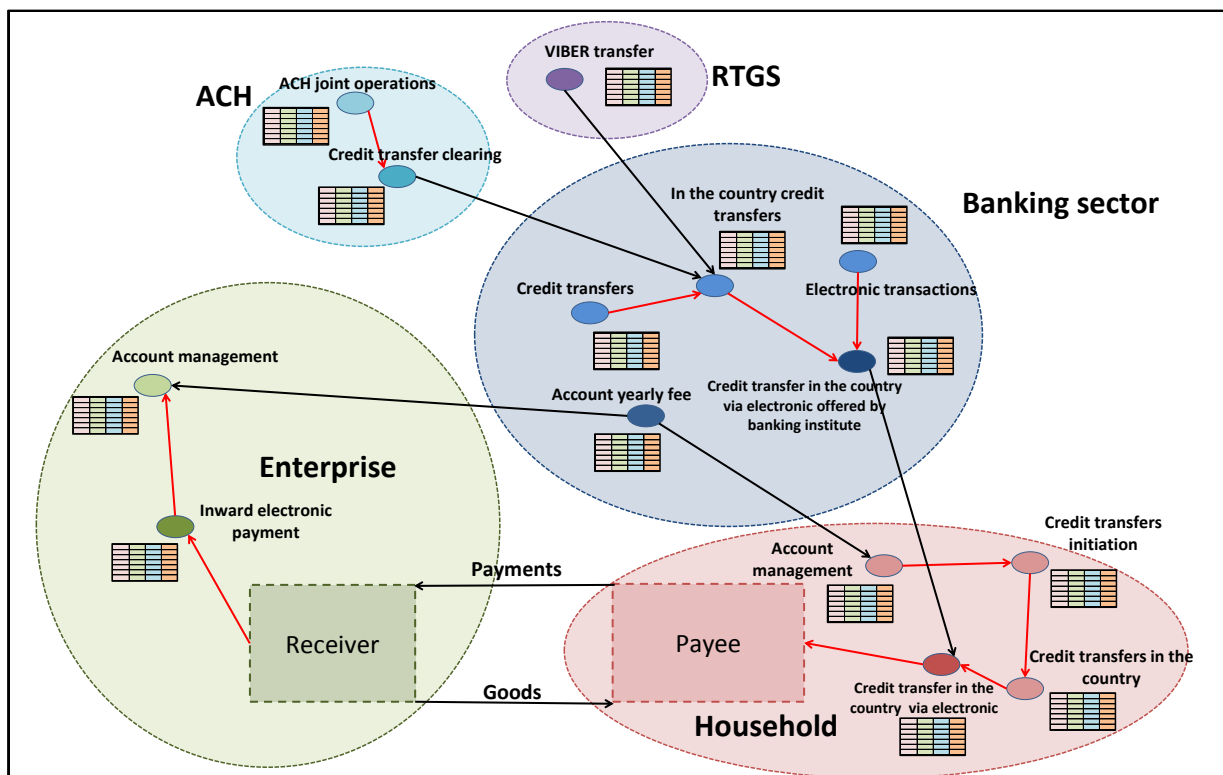 VIBER transfer
RTGS
ACH
ACH joint operations
Credit transfer clearing
Banking sector
In the country credit
transfers
Credit transfers
Electronic transactions
Account management
Account yearly fee
Credit transfer in the country
via electronic offered by
banking institute
Enterprise
Inward electronic
payment
Credit transfers
initiation
Account
management
Payments
Receiver
Payee
Goods
Credit transfers in the
country
Credit transfer in the
country via electronic
Household